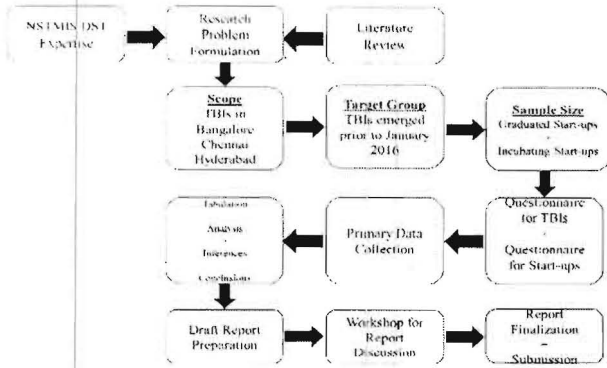 NSTMIS DST
Expertise
Research
Problem
Formulation
Literature
Review
Scope
TBIs in
Bangalore
Chennai
Hyderabad
Target Group
TBIs emerged
prior to January
2016
Sample Size
Graduated Start-ups
Incubating Start-ups
Tabulation
Analysis
Inferences
Conclusions
Primary Data
Collection
Questionnaire
for TBIs
Questionnaire
for Start-ups
Draft Report
Preparation
Workshop for
Report
Discussion
Report
Finalization
–
Submission